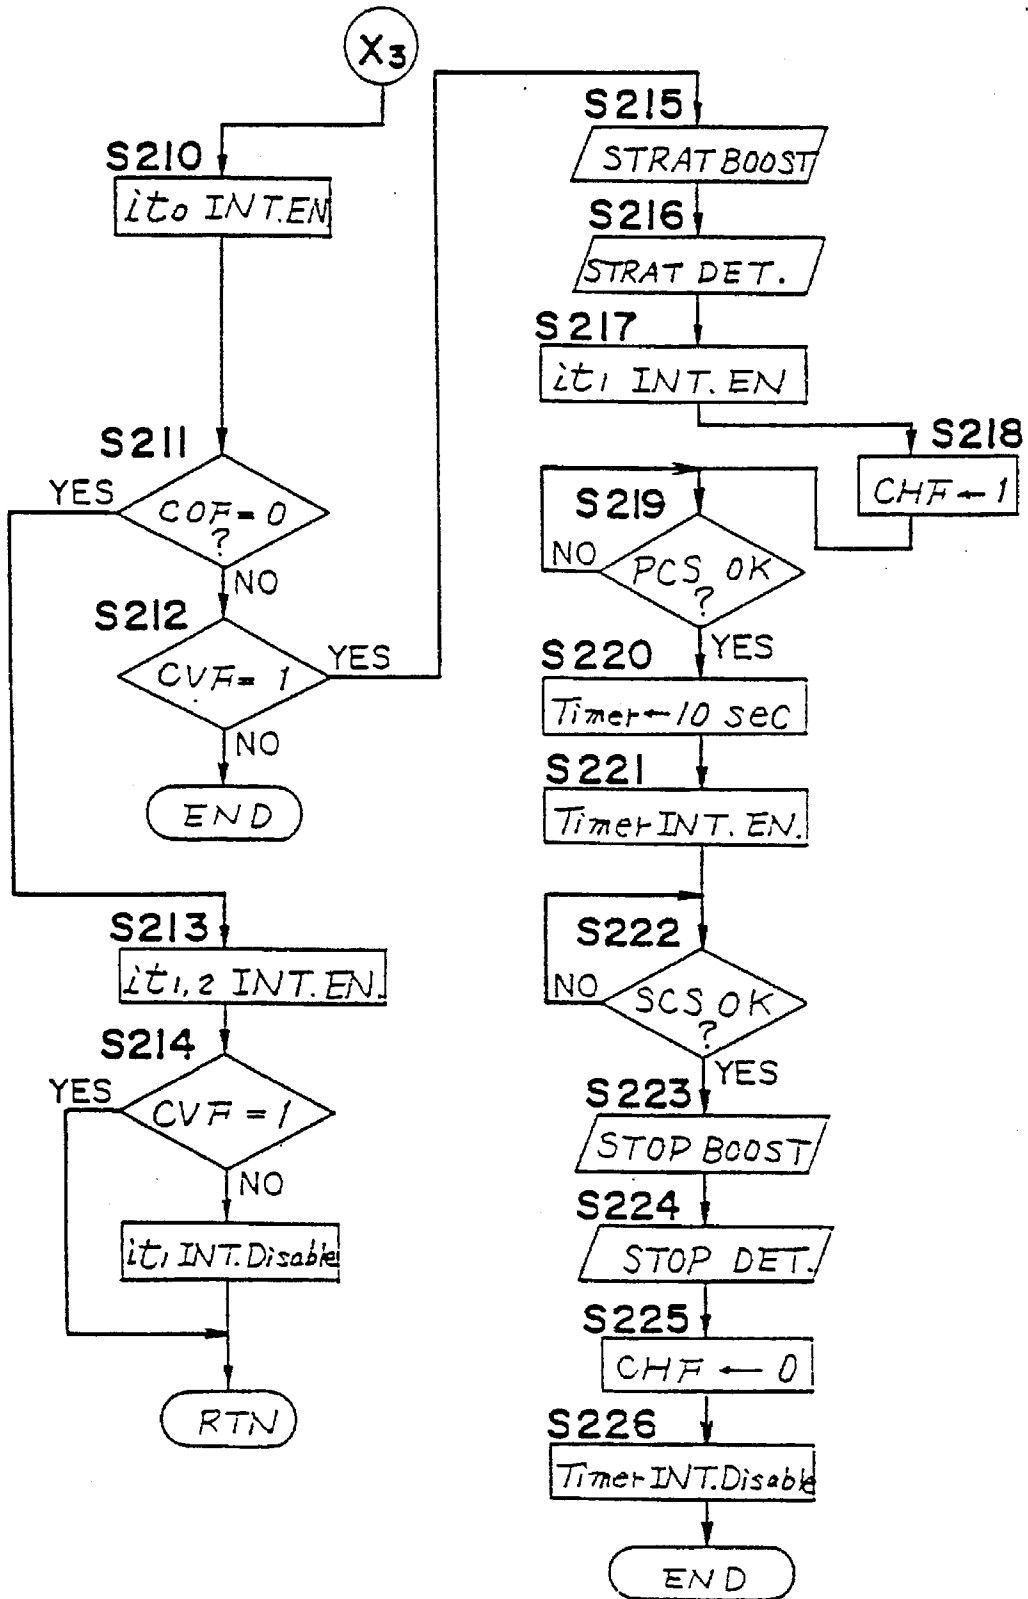 X3
S210
it0 INT.EN
S211
COF=0
?
YES
NO
S212
CVF=1
YES
NO
END
S213
it1,2 INT.EN.
S214
CVF=1
YES
NO
it1 INT.Disable
RTN
S215
STRAT BOOST
S216
STRAT DET.
S217
it1 INT.EN
S218
CHF←1
S219
PCS OK
?
NO
YES
S220
Timer←10 sec
S221
Timer INT.EN.
S222
SCS OK
?
NO
YES
S223
STOP BOOST
S224
STOP DET.
S225
CHF ← 0
S226
Timer INT.Disable
END